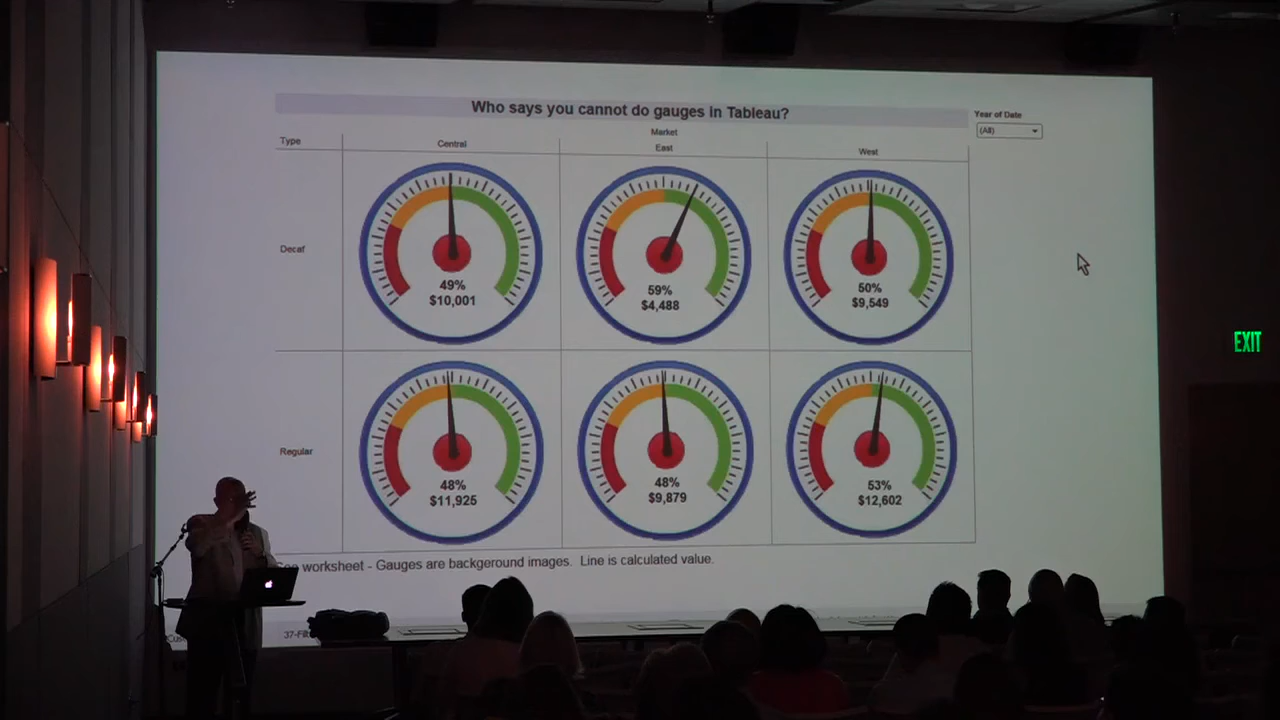 Who says you cannot do gauges in Tableau?
Year of Date
(All)
Market
Type
Central
East
West
Decaf
49%
$10,001
59%
$4,488
50%
$9,549
Regular
48%
$11,925
48%
$9,879
53%
$12,602
worksheet - Gauges are background images. Line is calculated value.
EXIT